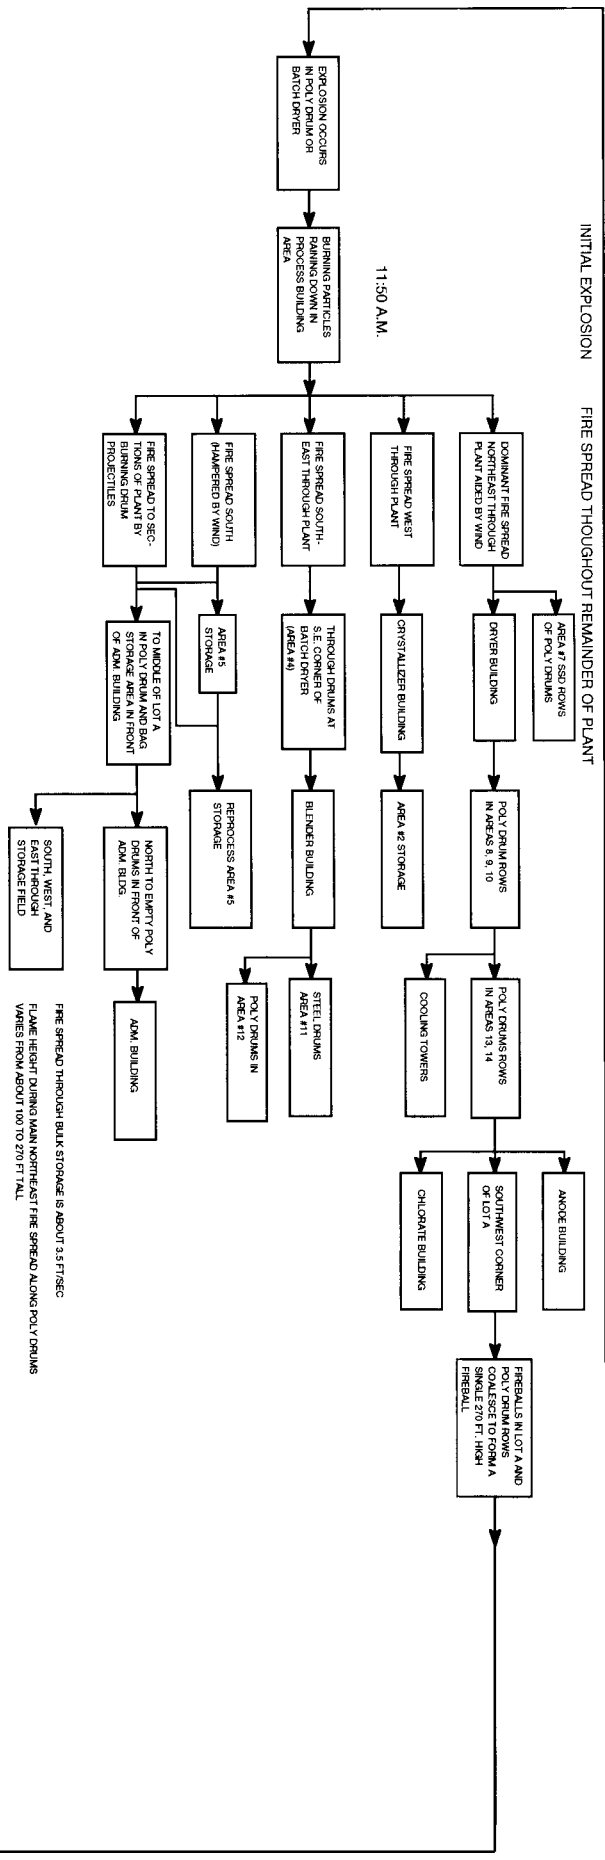 INITIAL EXPLOSION
FIRE SPREAD THOUGHOUT REMAINDER OF PLANT
11:50 A.M.
EXPLOSION OCCURS
IN POLY DRUM OR
BATCH DRYER
BURNING PARTICLES
RAINING DOWN IN
PROCESS BUILDING
AREA
DOMINANT FIRE SPREAD
NORTHEAST THROUGH
PLANT AIDED BY WIND
FIRE SPREAD WEST
THROUGH PLANT
FIRE SPREAD SOUTH-
EAST THROUGH PLANT
FIRE SPREAD SOUTH
(HAMPERED BY WIND)
FIRE SPREAD TO SEC-
TIONS OF PLANT BY
BURNING DRUM
PROJECTILES
AREA #7 SSD ROWS
OF POLY DRUMS
DRYER BUILDING
CRYSTALLIZER BUILDING
THROUGH DRUMS AT
S.E. CORNER OF
BATCH DRYER
(AREA #4)
AREA #5
STORAGE
TO MIDDLE OF LOT A
IN POLY DRUM AND BAG
STORAGE AREA IN FRONT
OF ADM. BUILDING
POLY DRUM ROWS
IN AREAS 8, 9, 10
AREA #2 STORAGE
BLENDER BUILDING
REPROCESS AREA #5
STORAGE
NORTH TO EMPTY POLY
DRUMS IN FRONT OF
ADM. BLDG.
SOUTH, WEST, AND
EAST THROUGH
STORAGE FIELD
POLY DRUMS ROWS
IN AREAS 13, 14
COOLING TOWERS
STEEL DRUMS
AREA #11
POLY DRUMS IN
AREA #12
ADM. BUILDING
ANODE BUILDING
SOUTHWEST CORNER
OF LOT A
CHLORATE BUILDING
FIREBALLS IN LOT A AND
POLY DRUM ROWS
COALESCE TO FORM A
SINGLE 270 FT. HIGH
FIREBALL
FIRE SPREAD THROUGH BULK STORAGE IS ABOUT 3.5 FT/SEC
FLAME HEIGHT DURING MAIN NORTHEAST FIRE SPREAD ALONG POLY DRUMS
VARIES FROM ABOUT 100 TO 270 FT TALL